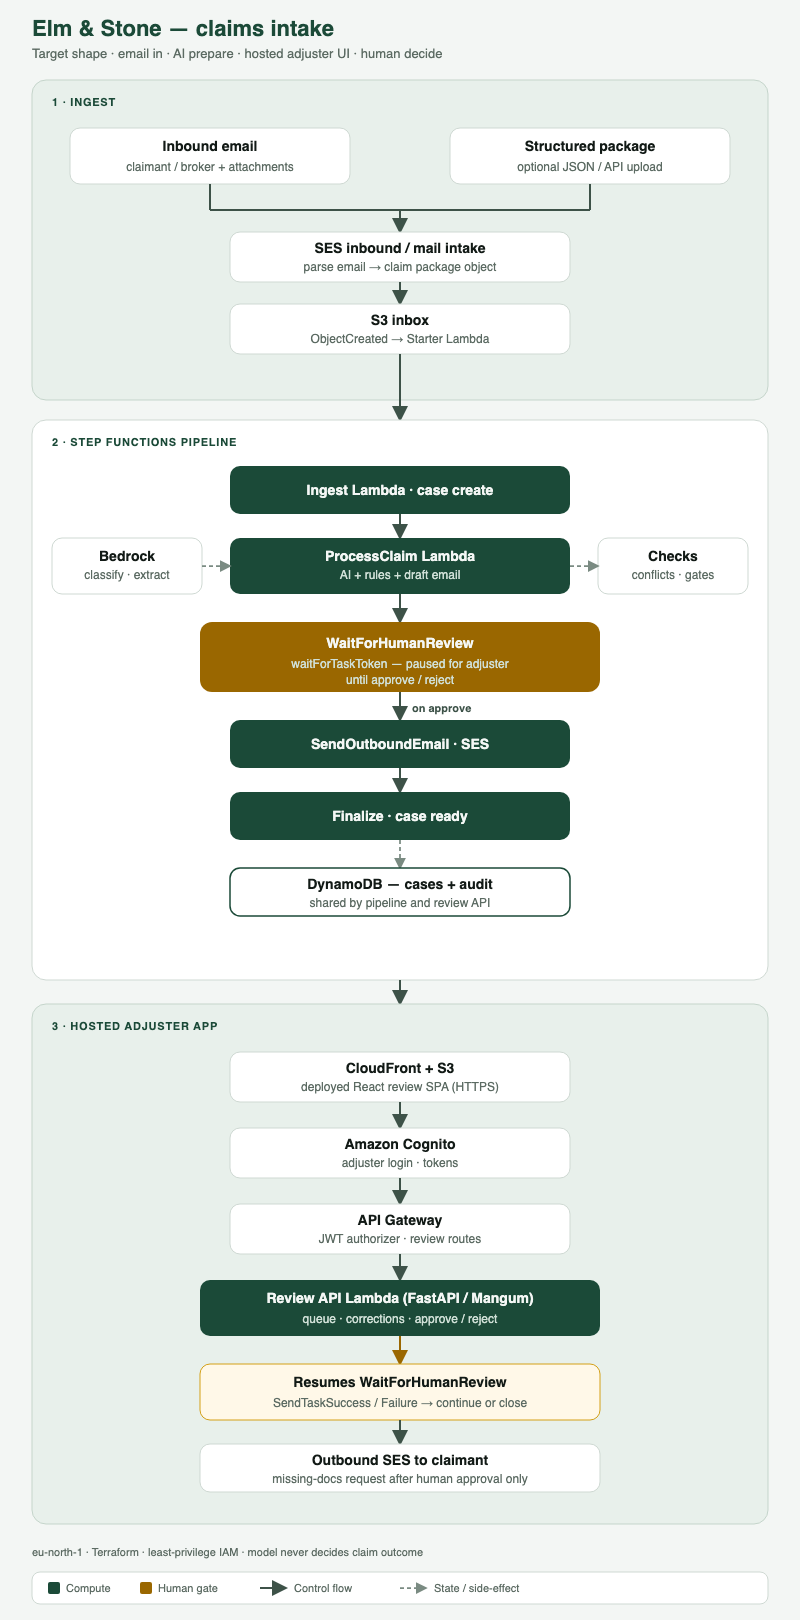 Elm & Stone — claims intake
Target shape · email in · AI prepare · hosted adjuster UI · human decide
1 · INGEST
Inbound email
claimant / broker + attachments
Structured package
optional JSON / API upload
SES inbound / mail intake
parse email → claim package object
S3 inbox
ObjectCreated → Starter Lambda
2 · STEP FUNCTIONS PIPELINE
Ingest Lambda · case create
Bedrock
classify · extract
ProcessClaim Lambda
AI + rules + draft email
Checks
conflicts · gates
WaitForHumanReview
waitForTaskToken — paused for adjuster
until approve / reject
on approve
SendOutboundEmail · SES
Finalize · case ready
DynamoDB — cases + audit
shared by pipeline and review API
3 · HOSTED ADJUSTER APP
CloudFront + S3
deployed React review SPA (HTTPS)
Amazon Cognito
adjuster login · tokens
API Gateway
JWT authorizer · review routes
Review API Lambda (FastAPI / Mangum)
queue · corrections · approve / reject
Resumes WaitForHumanReview
SendTaskSuccess / Failure → continue or close
Outbound SES to claimant
missing-docs request after human approval only
eu-north-1 · Terraform · least-privilege IAM · model never decides claim outcome
Compute
Human gate
Control flow
State / side-effect